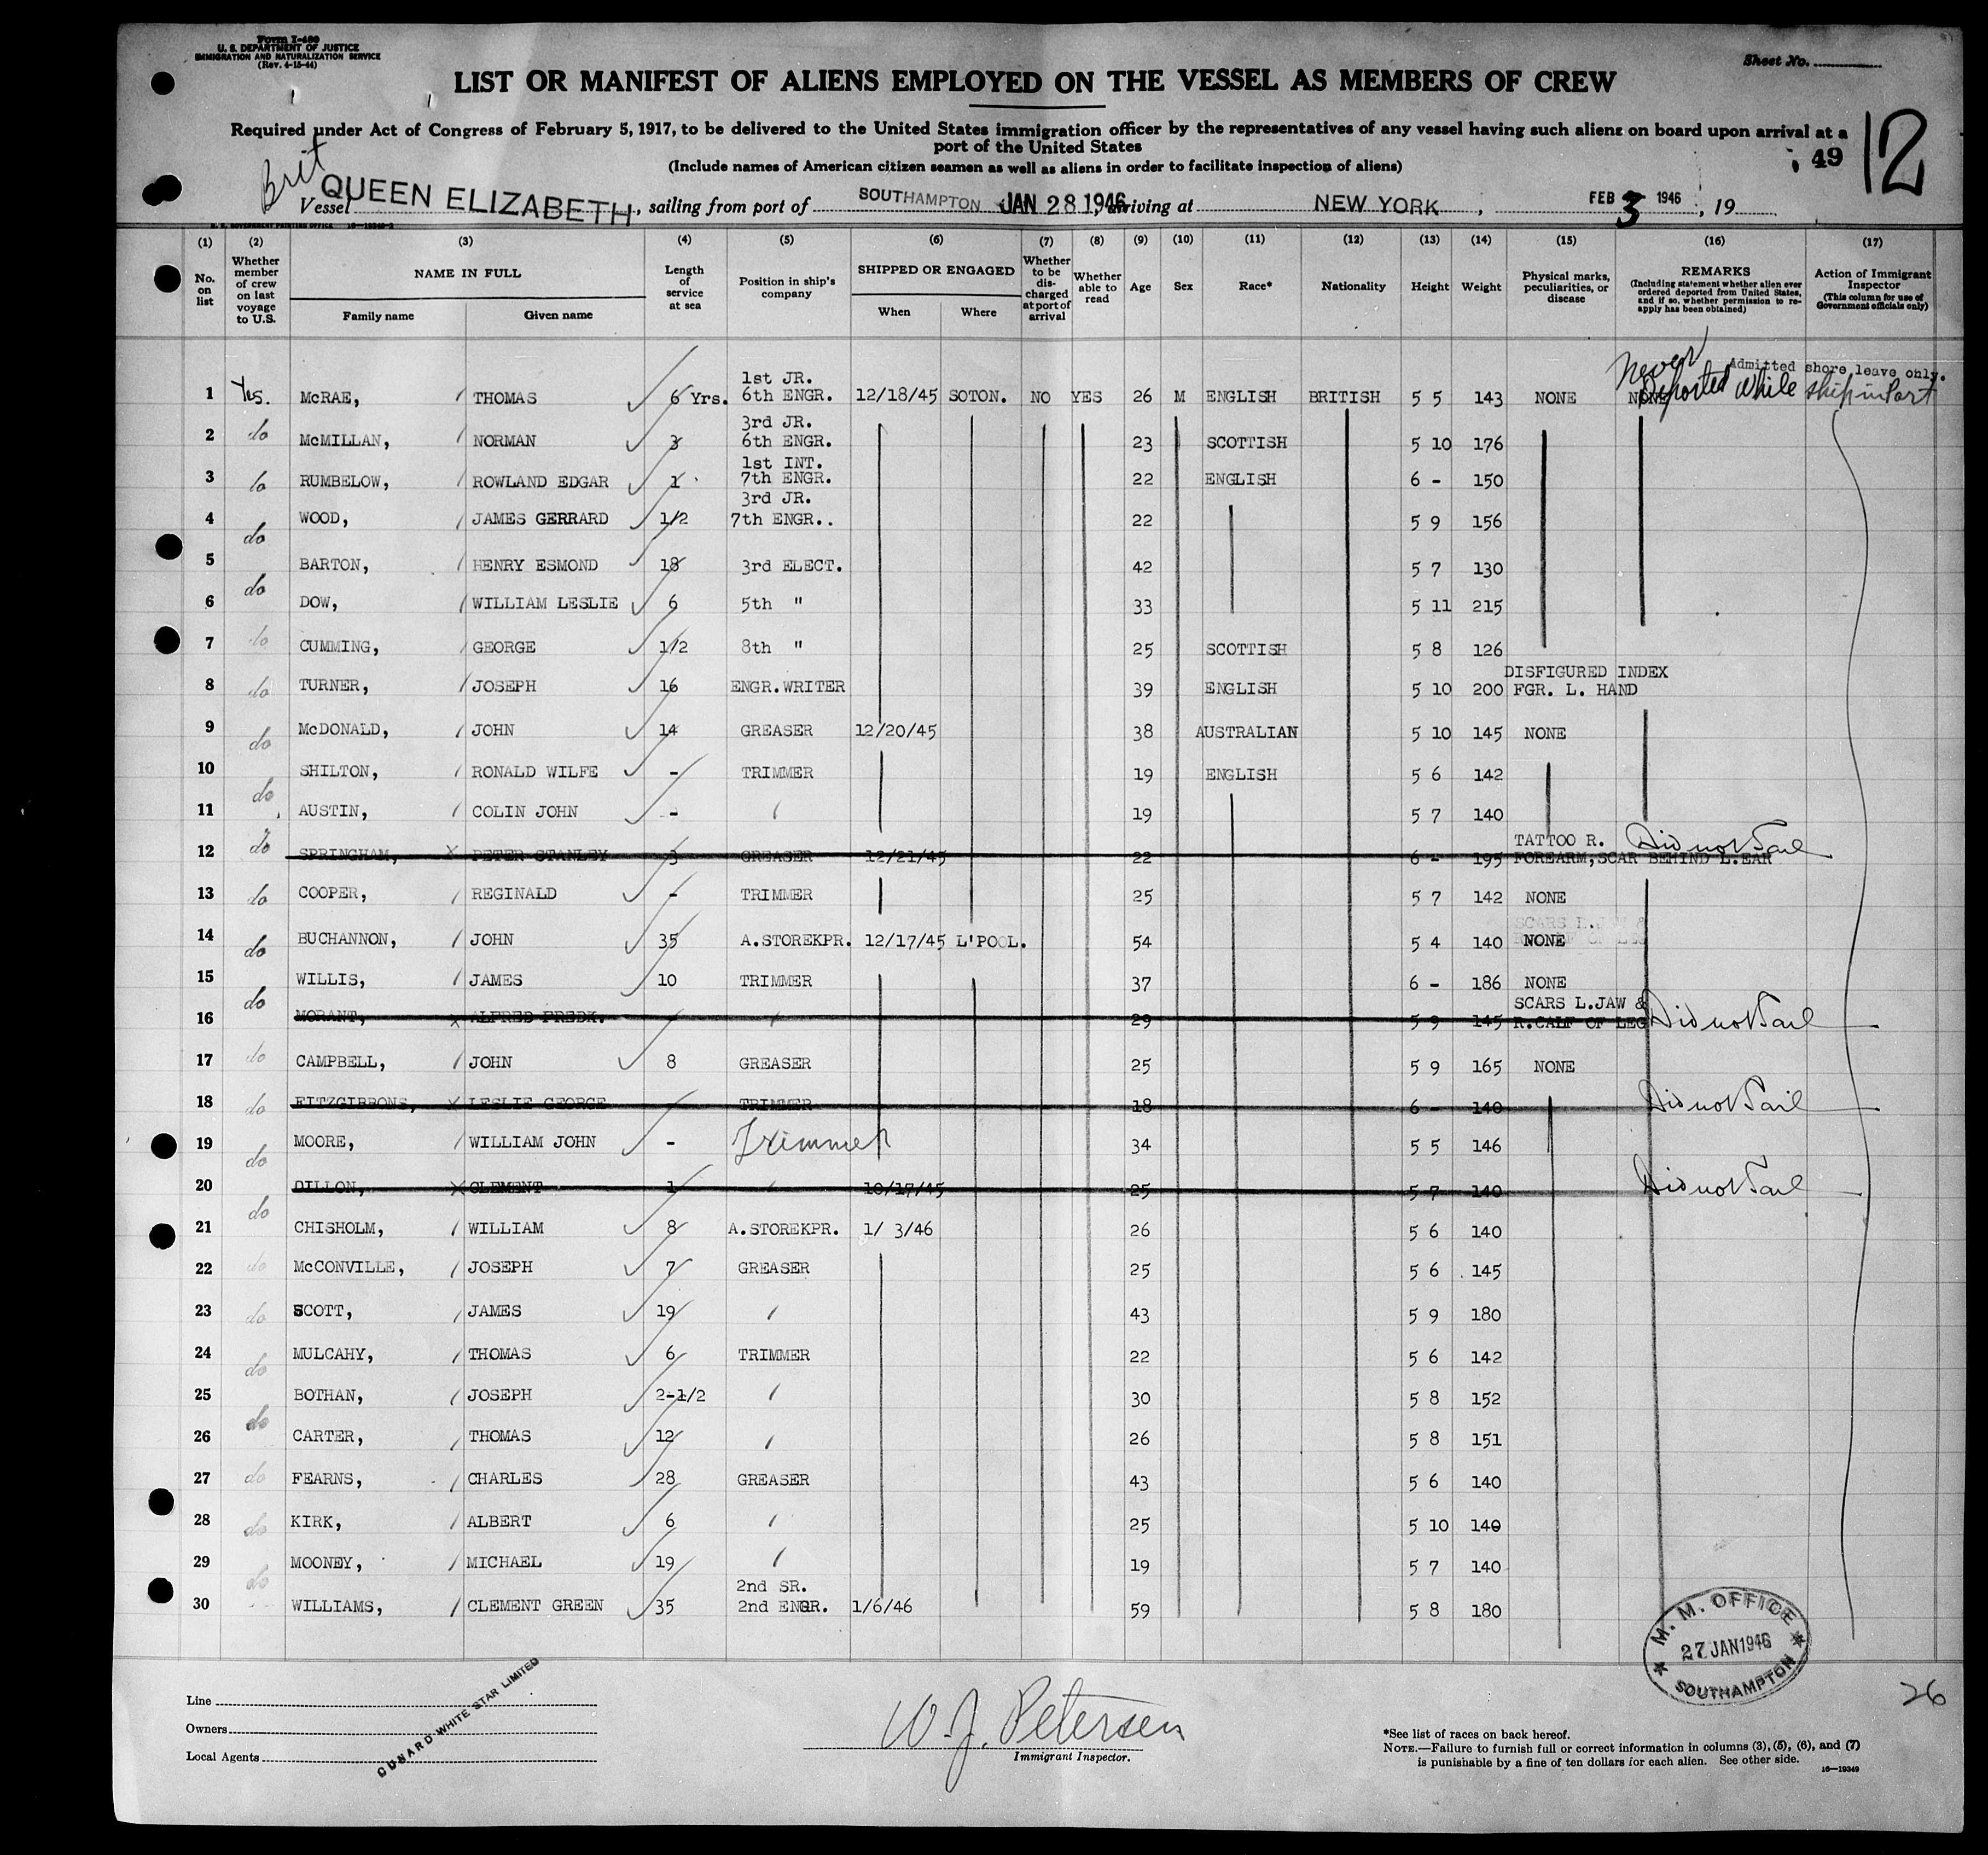 Form I-480
U. S. DEPARTMENT OF JUSTICE
IMMIGRATION AND NATURALIZATION SERVICE
(Rev. 4-15-44)
Sheet No.
LIST OR MANIFEST OF ALIENS EMPLOYED ON THE VESSEL AS MEMBERS OF CREW
Required under Act of Congress of February 5, 1917, to be delivered to the United States immigration officer by the representatives of any vessel having such aliens on board upon arrival at a
port of the United States
(Include names of American citizen seamen as well as aliens in order to facilitate inspection of aliens)
49 12
Brit
Vessel QUEEN ELIZABETH, sailing from port of SOUTHAMPTON JAN 28 1946, arriving at NEW YORK, FEB 3 1946, 19
(1) (2) (3) (4) (5) (6) (7) (8) (9) (10) (11) (12) (13) (14) (15) (16) (17)
No. on list | Whether member of crew on last voyage to U.S. | NAME IN FULL Family name Given name | Length of service at sea | Position in ship's company | SHIPPED OR ENGAGED When Where | Whether to be discharged at port of arrival | Whether able to read | Age | Sex | Race* | Nationality | Height | Weight | Physical marks, peculiarities, or disease | REMARKS (Including statement whether alien ever ordered deported from United States, and if so, whether permission to re-apply has been obtained) | Action of Immigrant Inspector (This column for use of Government officials only)
Never Deported Admitted shore leave only. While ship in Port
1 Yes. McRAE, THOMAS 6 Yrs. 1st JR. 6th ENGR. 12/18/45 SOTON. NO YES 26 M ENGLISH BRITISH 5 5 143 NONE NONE
2 do McMILLAN, NORMAN 3 3rd JR. 6th ENGR. 23 SCOTTISH 5 10 176
3 do RUMBELOW, ROWLAND EDGAR 1 1st INT. 7th ENGR. 22 ENGLISH 6 - 150
4 do WOOD, JAMES GERRARD 1/2 3rd JR. 7th ENGR.. 22 5 9 156
5 do BARTON, HENRY ESMOND 18 3rd ELECT. 42 5 7 130
6 DOW, WILLIAM LESLIE 6 5th " 33 5 11 215
7 do CUMMING, GEORGE 1/2 8th " 25 SCOTTISH 5 8 126
8 do TURNER, JOSEPH 16 ENGR.WRITER 39 ENGLISH 5 10 200 DISFIGURED INDEX FGR. L. HAND
9 do McDONALD, JOHN 14 GREASER 12/20/45 38 AUSTRALIAN 5 10 145 NONE
10 do SHILTON, RONALD WILFE - TRIMMER 19 ENGLISH 5 6 142
11 AUSTIN, COLIN JOHN - 19 5 7 140
12 do SPRINGHAM, PETER STANLEY 3 GREASER 12/21/45 22 6 - 195 TATTOO R. FOREARM,SCAR BEHIND L.EAR Did not Sail
13 do COOPER, REGINALD - TRIMMER 25 5 7 142 NONE
14 do BUCHANNON, JOHN 35 A.STOREKPR. 12/17/45 L'POOL. 54 5 4 140 NONE
15 do WILLIS, JAMES 10 TRIMMER 37 6 - 186 NONE
16 MORANT, ALFRED FREDK. - 29 5 9 145 SCARS L.JAW & R.CALF OF LEG Did not Sail
17 do CAMPBELL, JOHN 8 GREASER 25 5 9 165 NONE
18 do FITZGIBBONS, LESLIE GEORGE - TRIMMER 18 6 - 140 Did not Sail
19 do MOORE, WILLIAM JOHN - Trimmer 34 5 5 146
20 DILLON, CLEMENT 1 10/17/45 25 5 7 140 Did not Sail
21 do CHISHOLM, WILLIAM 8 A.STOREKPR. 1/ 3/46 26 5 6 140
22 do McCONVILLE, JOSEPH 7 GREASER 25 5 6 145
23 do SCOTT, JAMES 19 43 5 9 180
24 do MULCAHY, THOMAS 6 TRIMMER 22 5 6 142
25 BOTHAN, JOSEPH 2-1/2 30 5 8 152
26 do CARTER, THOMAS 12 26 5 8 151
27 do FEARNS, CHARLES 28 GREASER 43 5 6 140
28 do KIRK, ALBERT 6 25 5 10 140
29 do MOONEY, MICHAEL 19 19 5 7 140
30 WILLIAMS, CLEMENT GREEN 35 2nd SR. 2nd ENGR. 1/6/46 59 5 8 180
M. M. OFFICE
27 JAN 1946
SOUTHAMPTON
26
Line
Owners
Local Agents
CUNARD WHITE STAR LIMITED
W. J. Petersen
Immigrant Inspector.
*See list of races on back hereof.
NOTE.—Failure to furnish full or correct information in columns (3), (5), (6), and (7)
is punishable by a fine of ten dollars for each alien. See other side.
16—19349